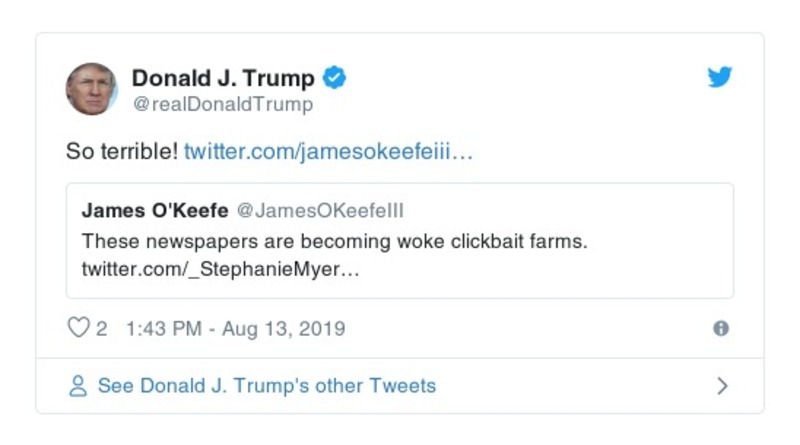 Donald J. Trump
@realDonaldTrump
So terrible! twitter.com/jamesokeefeiii…
James O'Keefe @JamesOKeefeIII
These newspapers are becoming woke clickbait farms.
twitter.com/_StephanieMyer…
2 1:43 PM - Aug 13, 2019
See Donald J. Trump's other Tweets